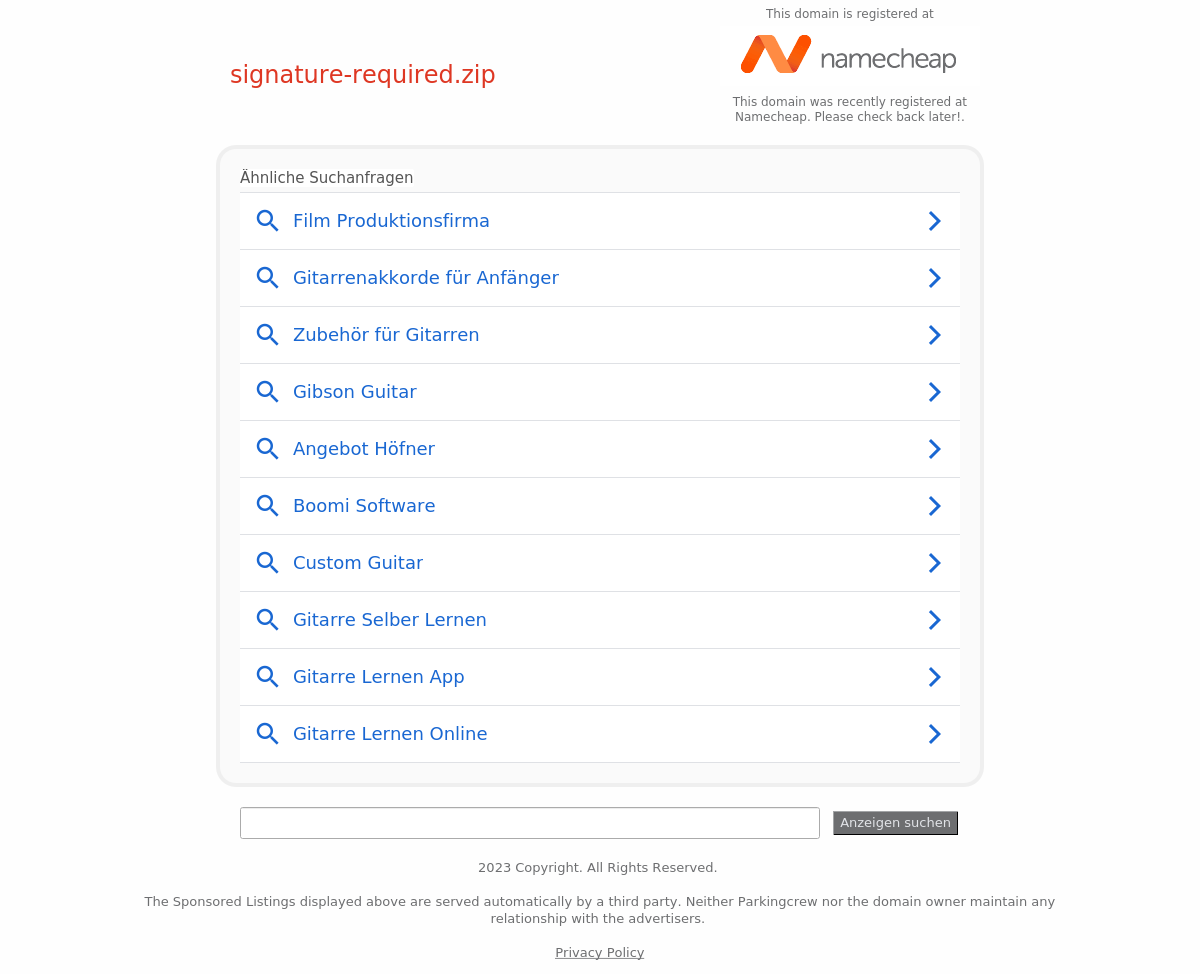 This domain is registered at
namecheap
signature-required.zip
This domain was recently registered at
Namecheap. Please check back later!.
Ähnliche Suchanfragen
Film Produktionsfirma
Gitarrenakkorde für Anfänger
Zubehör für Gitarren
Gibson Guitar
Angebot Höfner
Boomi Software
Custom Guitar
Gitarre Selber Lernen
Gitarre Lernen App
Gitarre Lernen Online
Anzeigen suchen
2023 Copyright. All Rights Reserved.
The Sponsored Listings displayed above are served automatically by a third party. Neither Parkingcrew nor the domain owner maintain any
relationship with the advertisers.
Privacy Policy